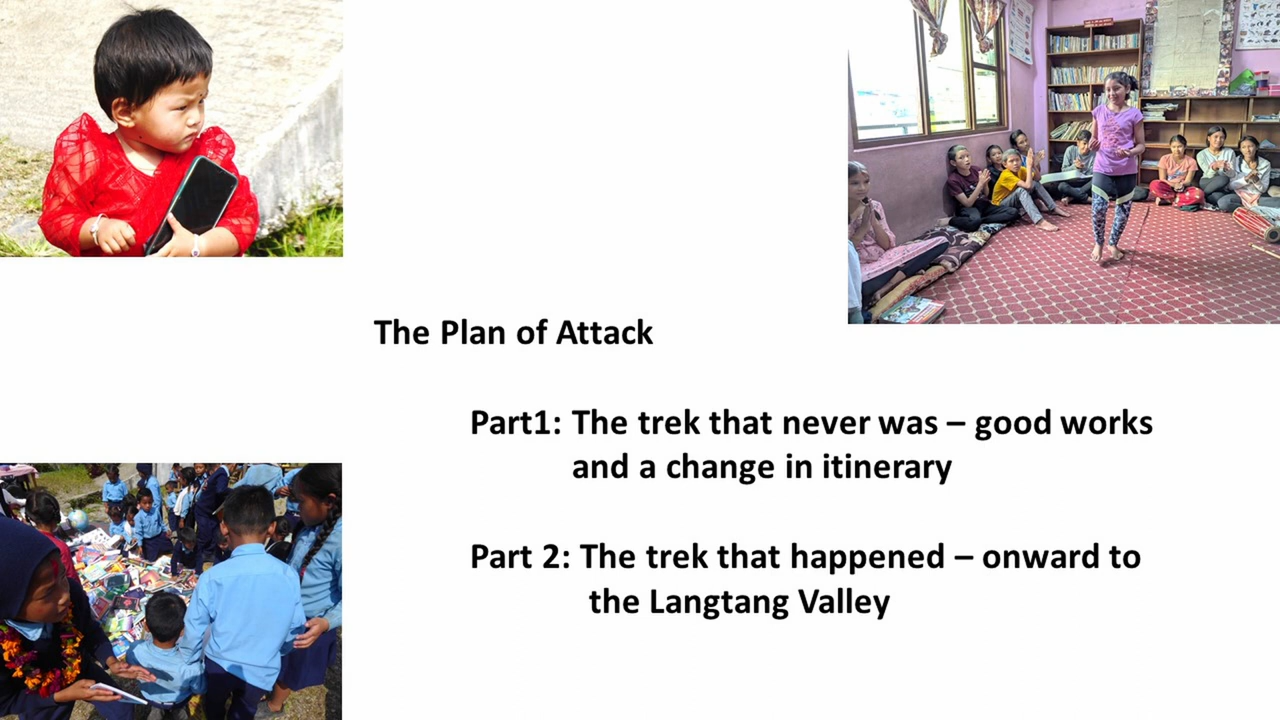 The Plan of Attack
Part1: The trek that never was – good works
and a change in itinerary
Part 2: The trek that happened – onward to
the Langtang Valley